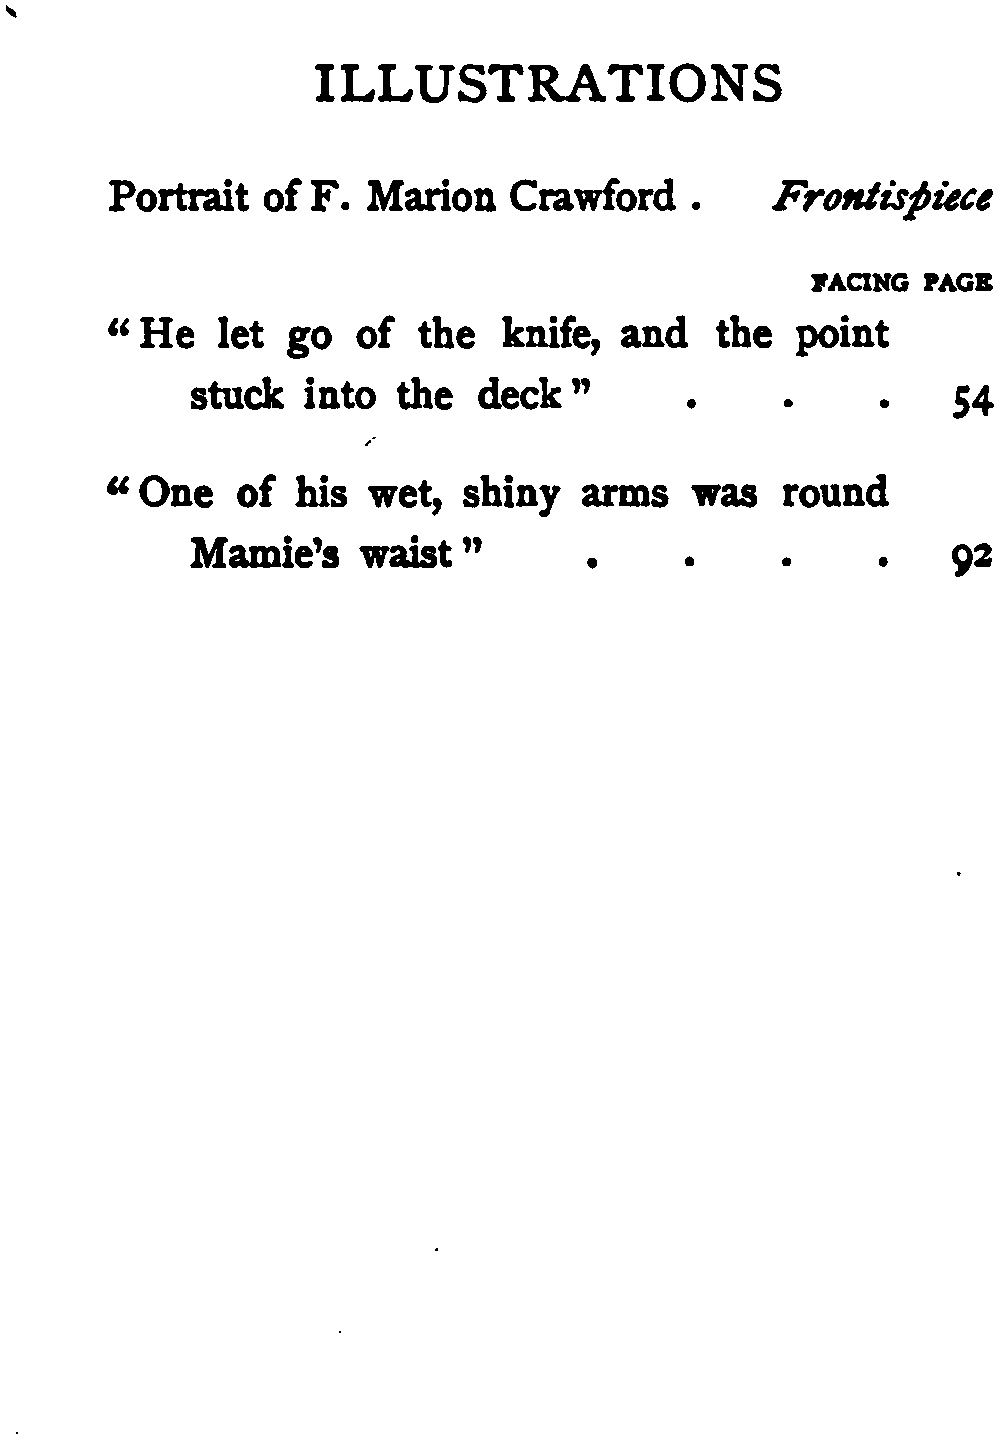 ILLUSTRATIONS
Portrait of F. Marion Crawford . Frontispiece
FACING PAGE
“He let go of the knife, and the point
stuck into the deck” . . . 54
“One of his wet, shiny arms was round
Mamie’s waist” . . . . 92